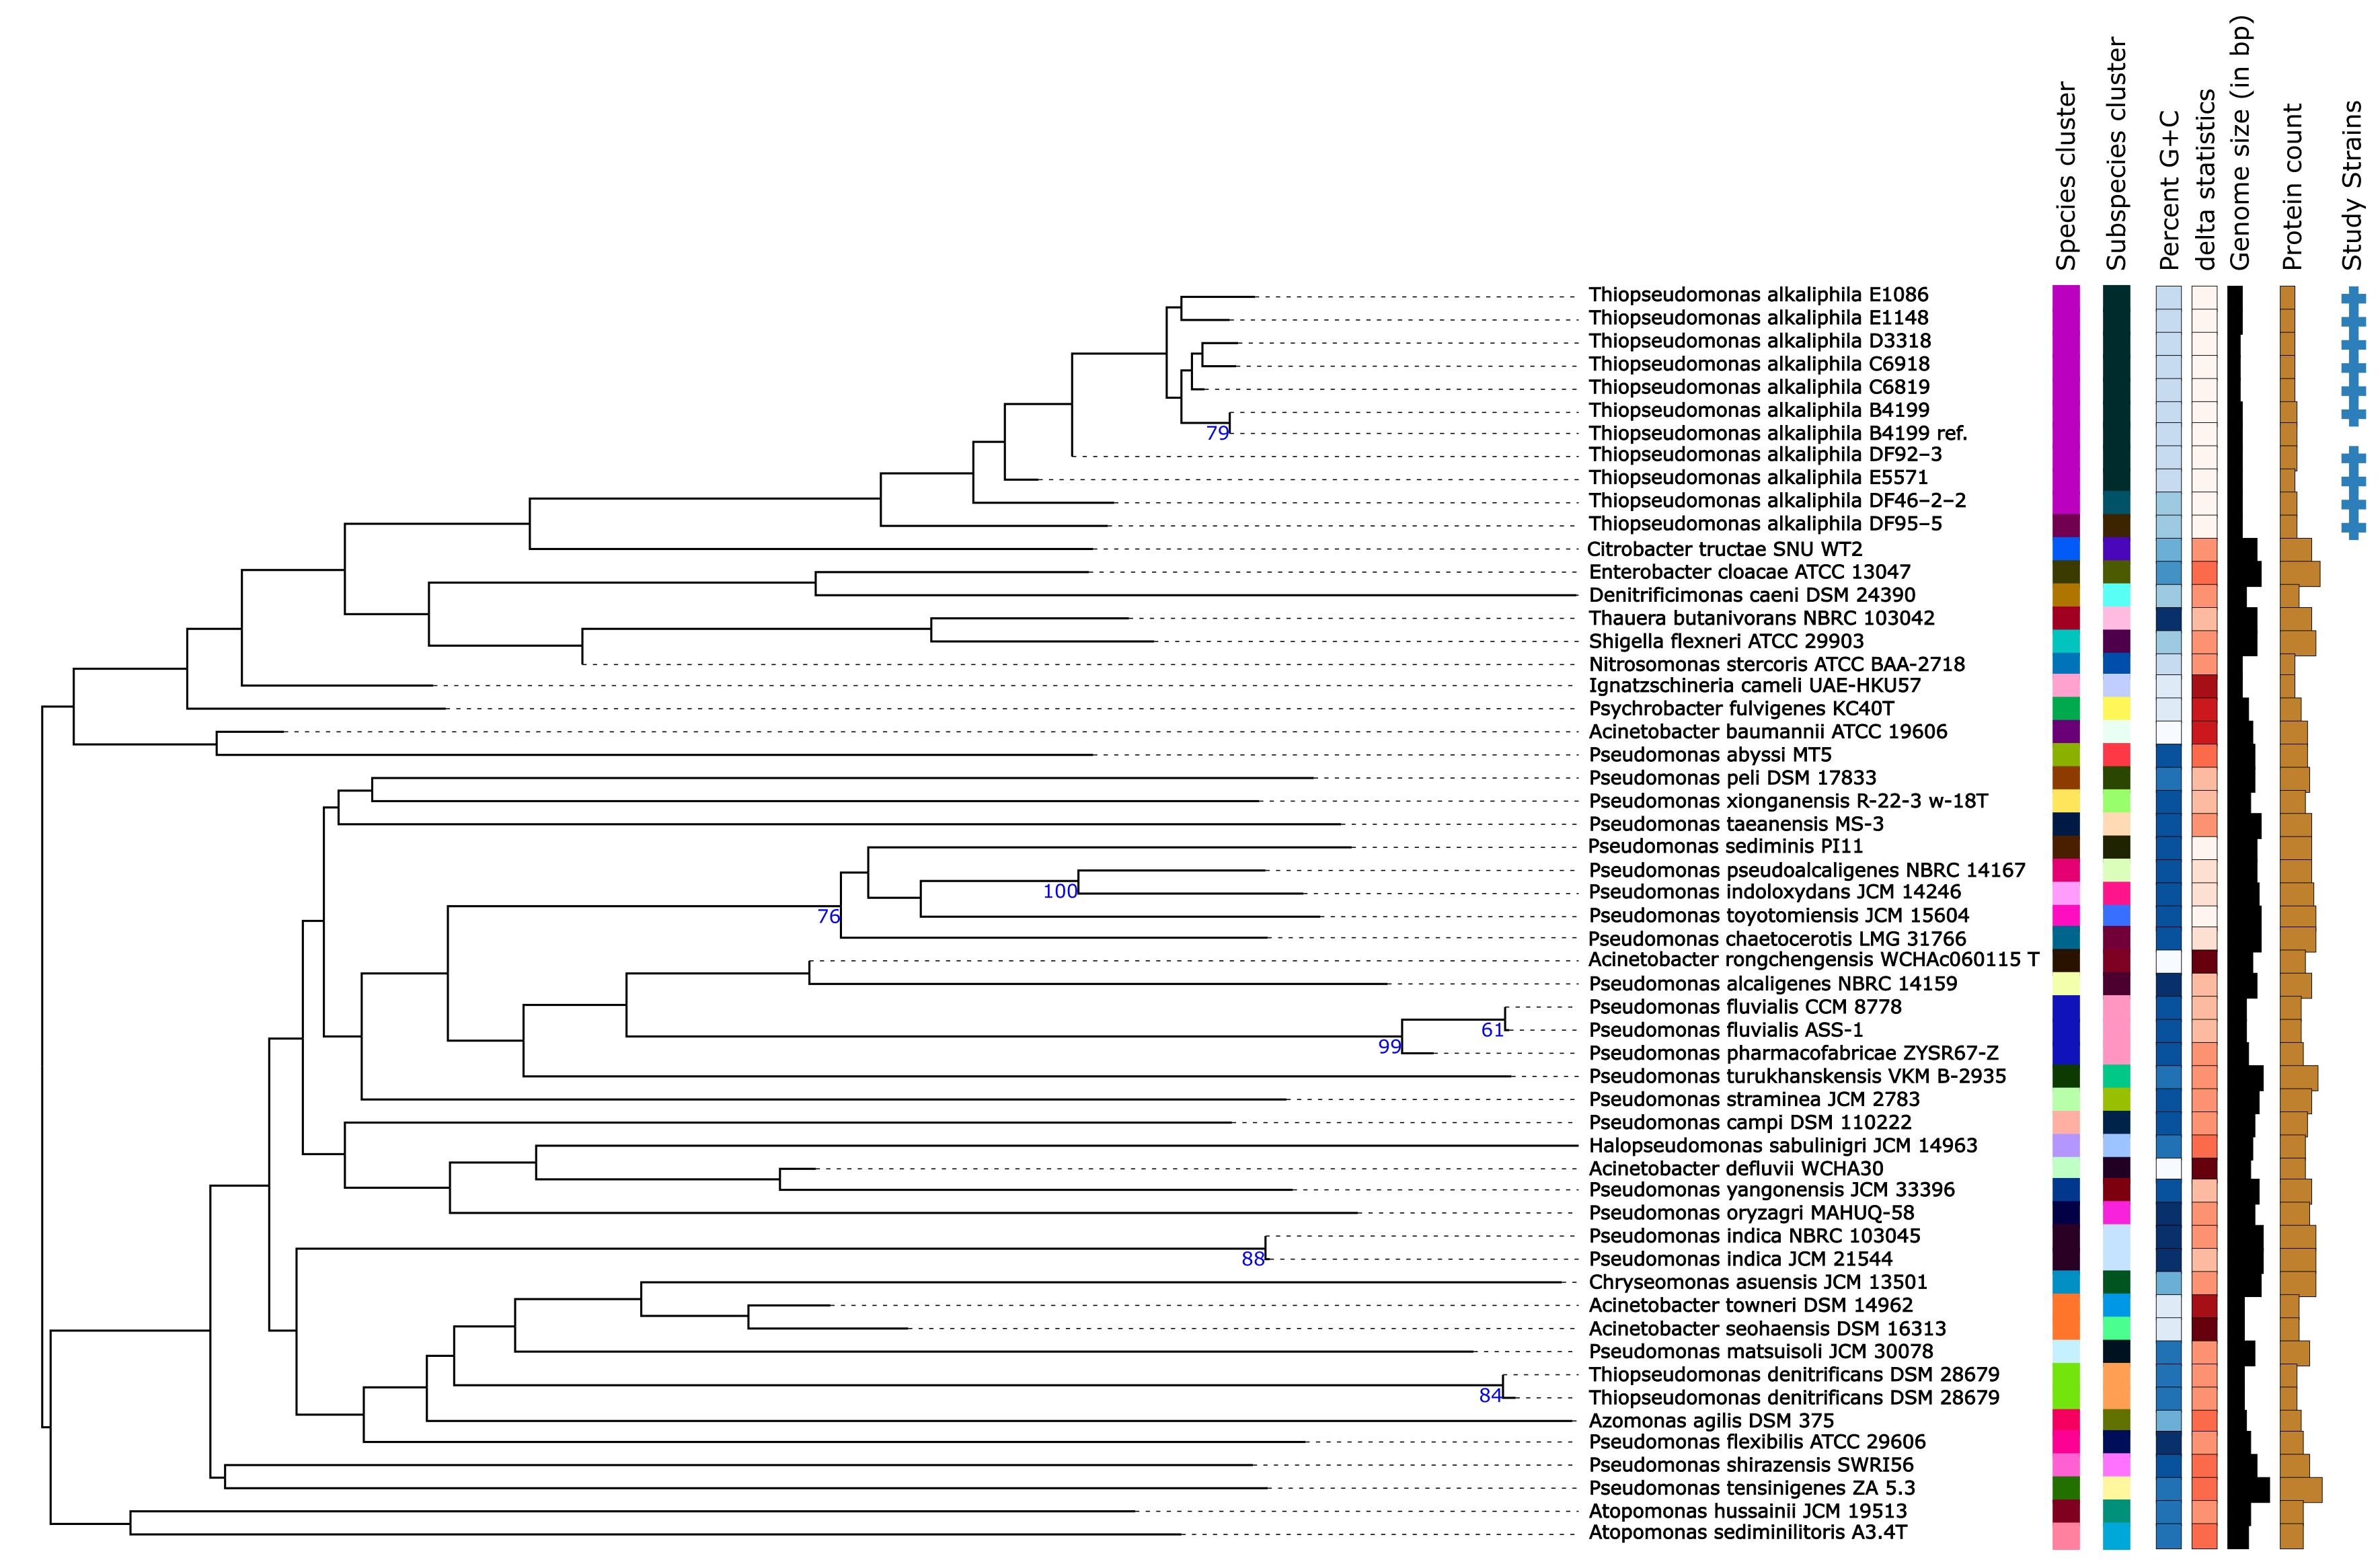 Species cluster
Subspecies cluster
Percent G+C
delta statistics
Genome size (in bp)
Protein count
Study Strains
Thiopseudomonas alkaliphila E1086
Thiopseudomonas alkaliphila E1148
Thiopseudomonas alkaliphila D3318
Thiopseudomonas alkaliphila C6918
Thiopseudomonas alkaliphila C6819
Thiopseudomonas alkaliphila B4199
79
Thiopseudomonas alkaliphila B4199 ref.
Thiopseudomonas alkaliphila DF92–3
Thiopseudomonas alkaliphila E5571
Thiopseudomonas alkaliphila DF46–2–2
Thiopseudomonas alkaliphila DF95–5
Citrobacter tructae SNU WT2
Enterobacter cloacae ATCC 13047
Denitrificimonas caeni DSM 24390
Thauera butanivorans NBRC 103042
Shigella flexneri ATCC 29903
Nitrosomonas stercoris ATCC BAA-2718
Ignatzschineria cameli UAE-HKU57
Psychrobacter fulvigenes KC40T
Acinetobacter baumannii ATCC 19606
Pseudomonas abyssi MT5
Pseudomonas peli DSM 17833
Pseudomonas xionganensis R-22-3 w-18T
Pseudomonas taeanensis MS-3
Pseudomonas sediminis PI11
Pseudomonas pseudoalcaligenes NBRC 14167
100
Pseudomonas indoloxydans JCM 14246
76
Pseudomonas toyotomiensis JCM 15604
Pseudomonas chaetocerotis LMG 31766
Acinetobacter rongchengensis WCHAc060115 T
Pseudomonas alcaligenes NBRC 14159
Pseudomonas fluvialis CCM 8778
61
Pseudomonas fluvialis ASS-1
99
Pseudomonas pharmacofabricae ZYSR67-Z
Pseudomonas turukhanskensis VKM B-2935
Pseudomonas straminea JCM 2783
Pseudomonas campi DSM 110222
Halopseudomonas sabulinigri JCM 14963
Acinetobacter defluvii WCHA30
Pseudomonas yangonensis JCM 33396
Pseudomonas oryzagri MAHUQ-58
Pseudomonas indica NBRC 103045
88
Pseudomonas indica JCM 21544
Chryseomonas asuensis JCM 13501
Acinetobacter towneri DSM 14962
Acinetobacter seohaensis DSM 16313
Pseudomonas matsuisoli JCM 30078
Thiopseudomonas denitrificans DSM 28679
84
Thiopseudomonas denitrificans DSM 28679
Azomonas agilis DSM 375
Pseudomonas flexibilis ATCC 29606
Pseudomonas shirazensis SWRI56
Pseudomonas tensinigenes ZA 5.3
Atopomonas hussainii JCM 19513
Atopomonas sediminilitoris A3.4T